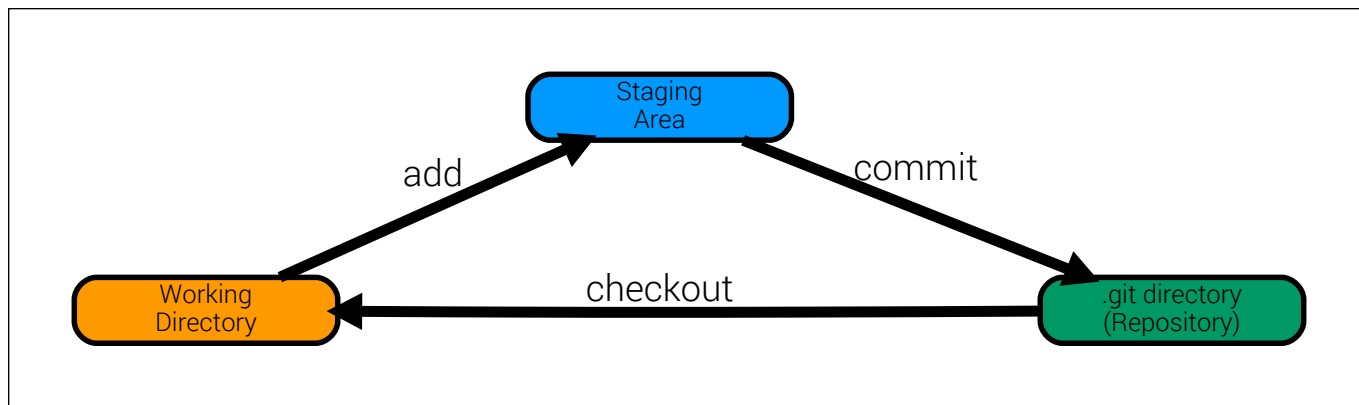 Staging
Area
add
commit
Working
Directory
checkout
.git directory
(Repository)